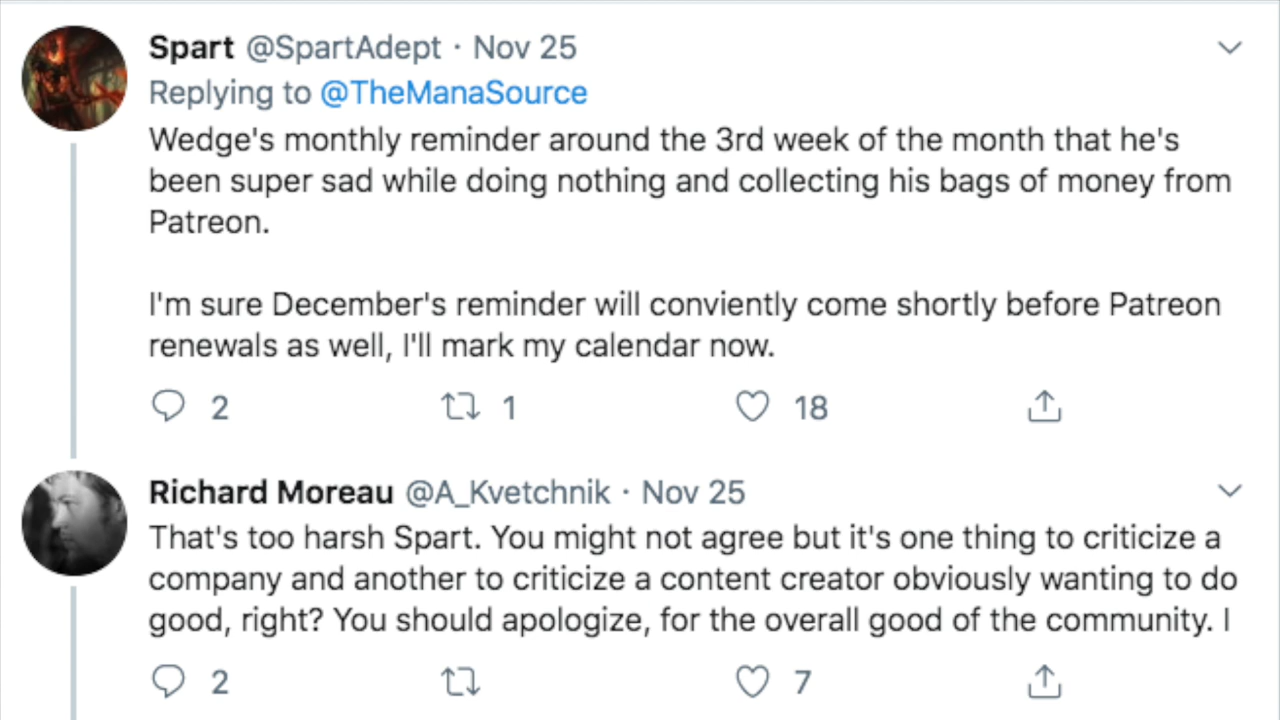 Spart @SpartAdept · Nov 25
Replying to @TheManaSource
Wedge's monthly reminder around the 3rd week of the month that he's
been super sad while doing nothing and collecting his bags of money from
Patreon.
I'm sure December's reminder will conviently come shortly before Patreon
renewals as well, I'll mark my calendar now.
2 1 18
Richard Moreau @A_Kvetchnik · Nov 25
That's too harsh Spart. You might not agree but it's one thing to criticize a
company and another to criticize a content creator obviously wanting to do
good, right? You should apologize, for the overall good of the community. I
2 7